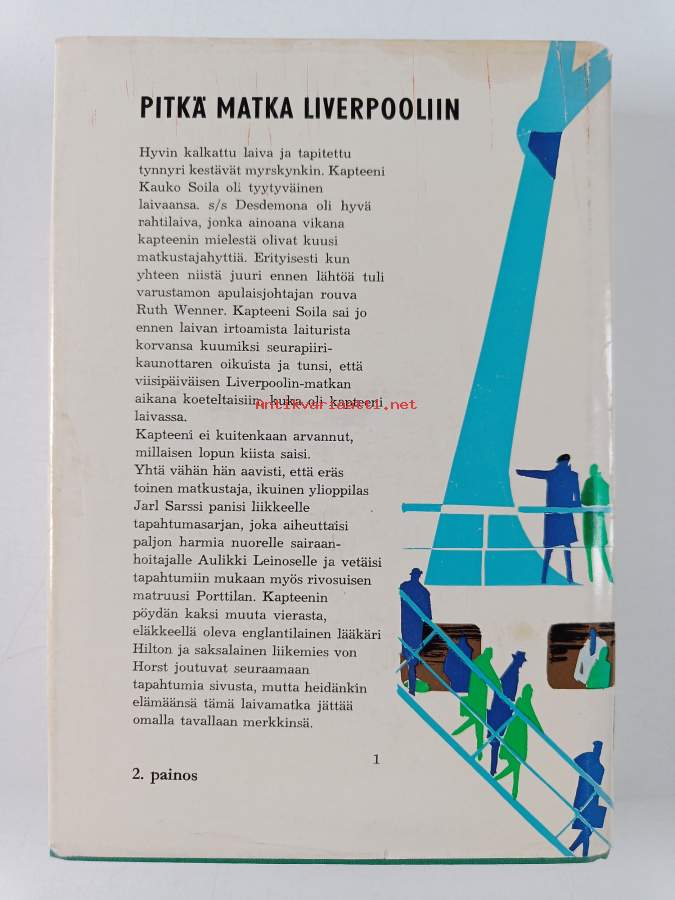 PITKÄ MATKA LIVERPOOLIIN
Hyvin kalkattu laiva ja tapitettu
tynnyri kestävät myrskynkin. Kapteeni
Kauko Soila oli tyytyväinen
laivaansa. s/s Desdemona oli hyvä
rahtilaiva, jonka ainoana vikana
kapteenin mielestä olivat kuusi
matkustajahyttiä. Erityisesti kun
yhteen niistä juuri ennen lähtöä tuli
varustamon apulaisjohtajan rouva
Ruth Wenner. Kapteeni Soila sai jo
ennen laivan irtoamista laiturista
korvansa kuumiksi seurapiiri-
kaunottaren oikuista ja tunsi, että
viisipäiväisen Liverpoolin-matkan
aikana koeteltaisiin, kuka oli kapteeni
Antikvariaatti.net
laivassa.
Kapteeni ei kuitenkaan arvannut,
millaisen lopun kiista saisi.
Yhtä vähän hän aavisti, että eräs
toinen matkustaja, ikuinen ylioppilas
Jarl Sarssi panisi liikkeelle
tapahtumasarjan, joka aiheuttaisi
paljon harmia nuorelle sairaan-
hoitajalle Aulikki Leinoselle ja vetäisi
tapahtumiin mukaan myös rivosuisen
matruusi Porttilan. Kapteenin
pöydän kaksi muuta vierasta,
eläkkeellä oleva englantilainen lääkäri
Hilton ja saksalainen liikemies von
Horst joutuvat seuraamaan
tapahtumia sivusta, mutta heidänkin
elämäänsä tämä laivamatka jättää
omalla tavallaan merkkinsä.
1
2. painos